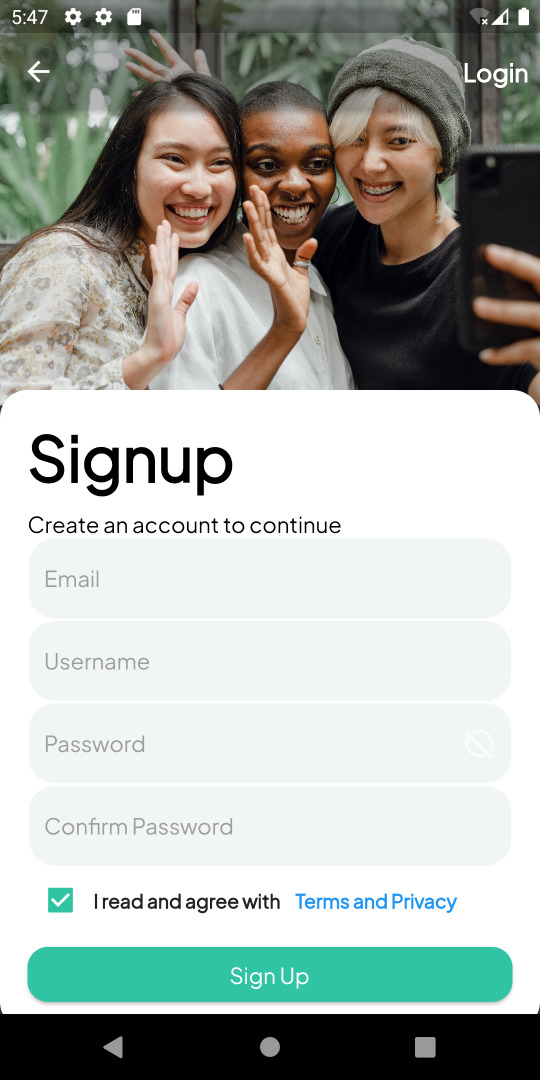 5:47
Login
Signup
Create an account to continue
Email
Username
Password
Confirm Password
I read and agree with Terms and Privacy
Sign Up